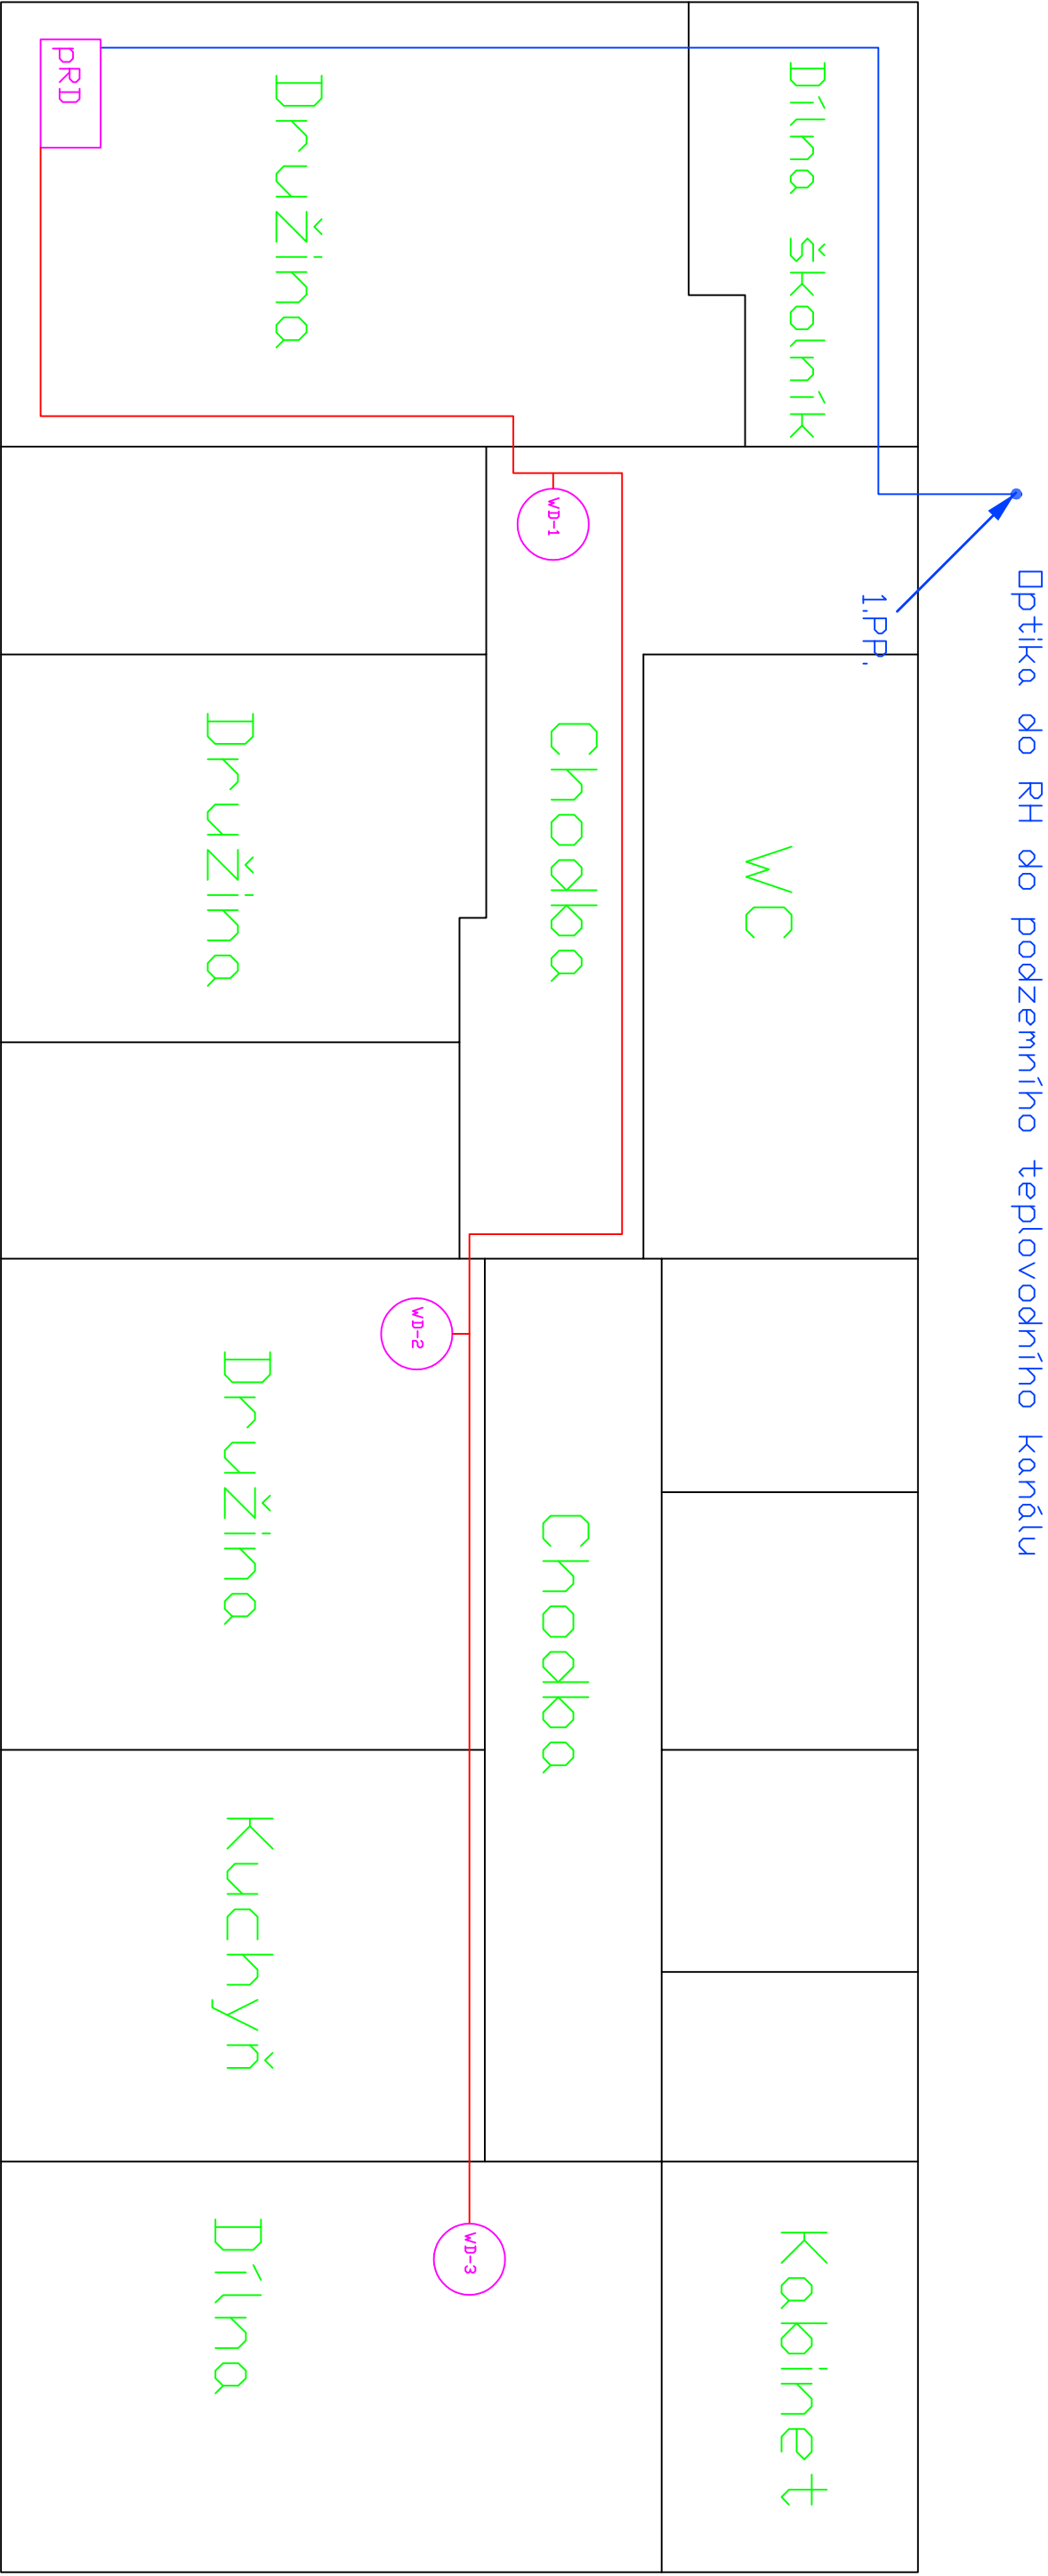 Optika do RH do podzemního teplovodního kanálu
1.PP.
Dílna školník
WC
Kabinet
Chodba
Chodba
WD-1
WD-2
WD-3
PRD
Družina
Družina
Družina
Kuchyň
Dílna